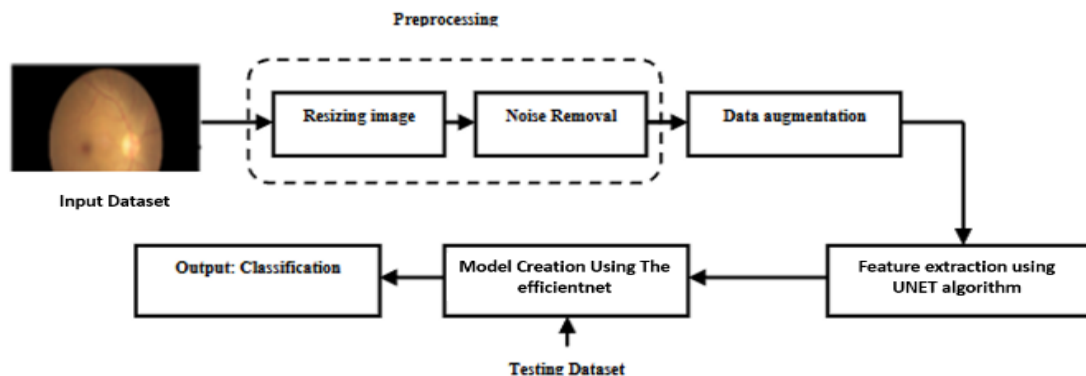 Preprocessing
Resizing image
Noise Removal
Data augmentation
Input Dataset
Output: Classification
Model Creation Using The
efficientnet
Feature extraction using
UNET algorithm
Testing Dataset